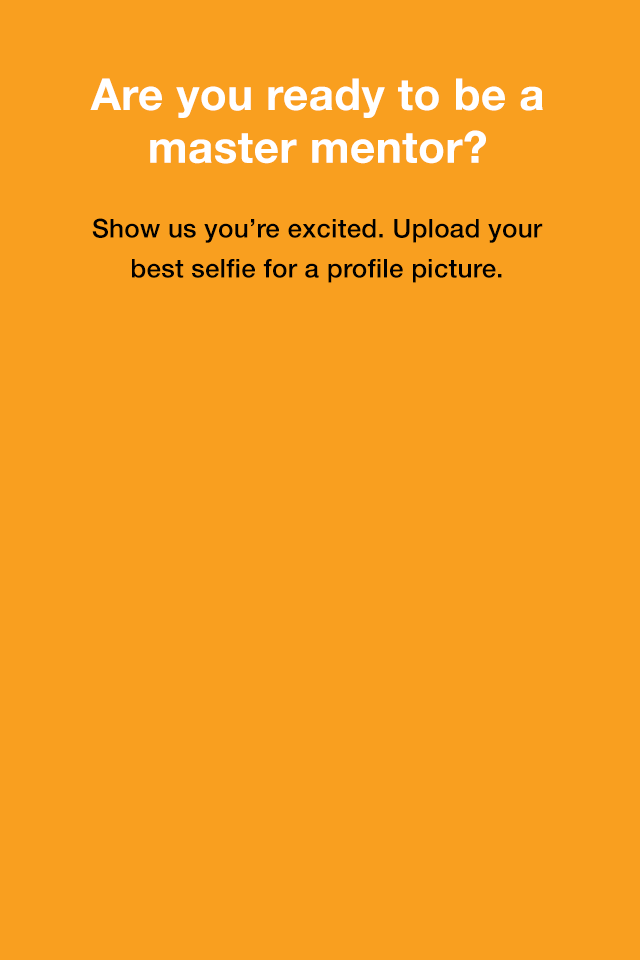 Are you ready to be a
master mentor?
Show us you’re excited. Upload your
best selfie for a profile picture.